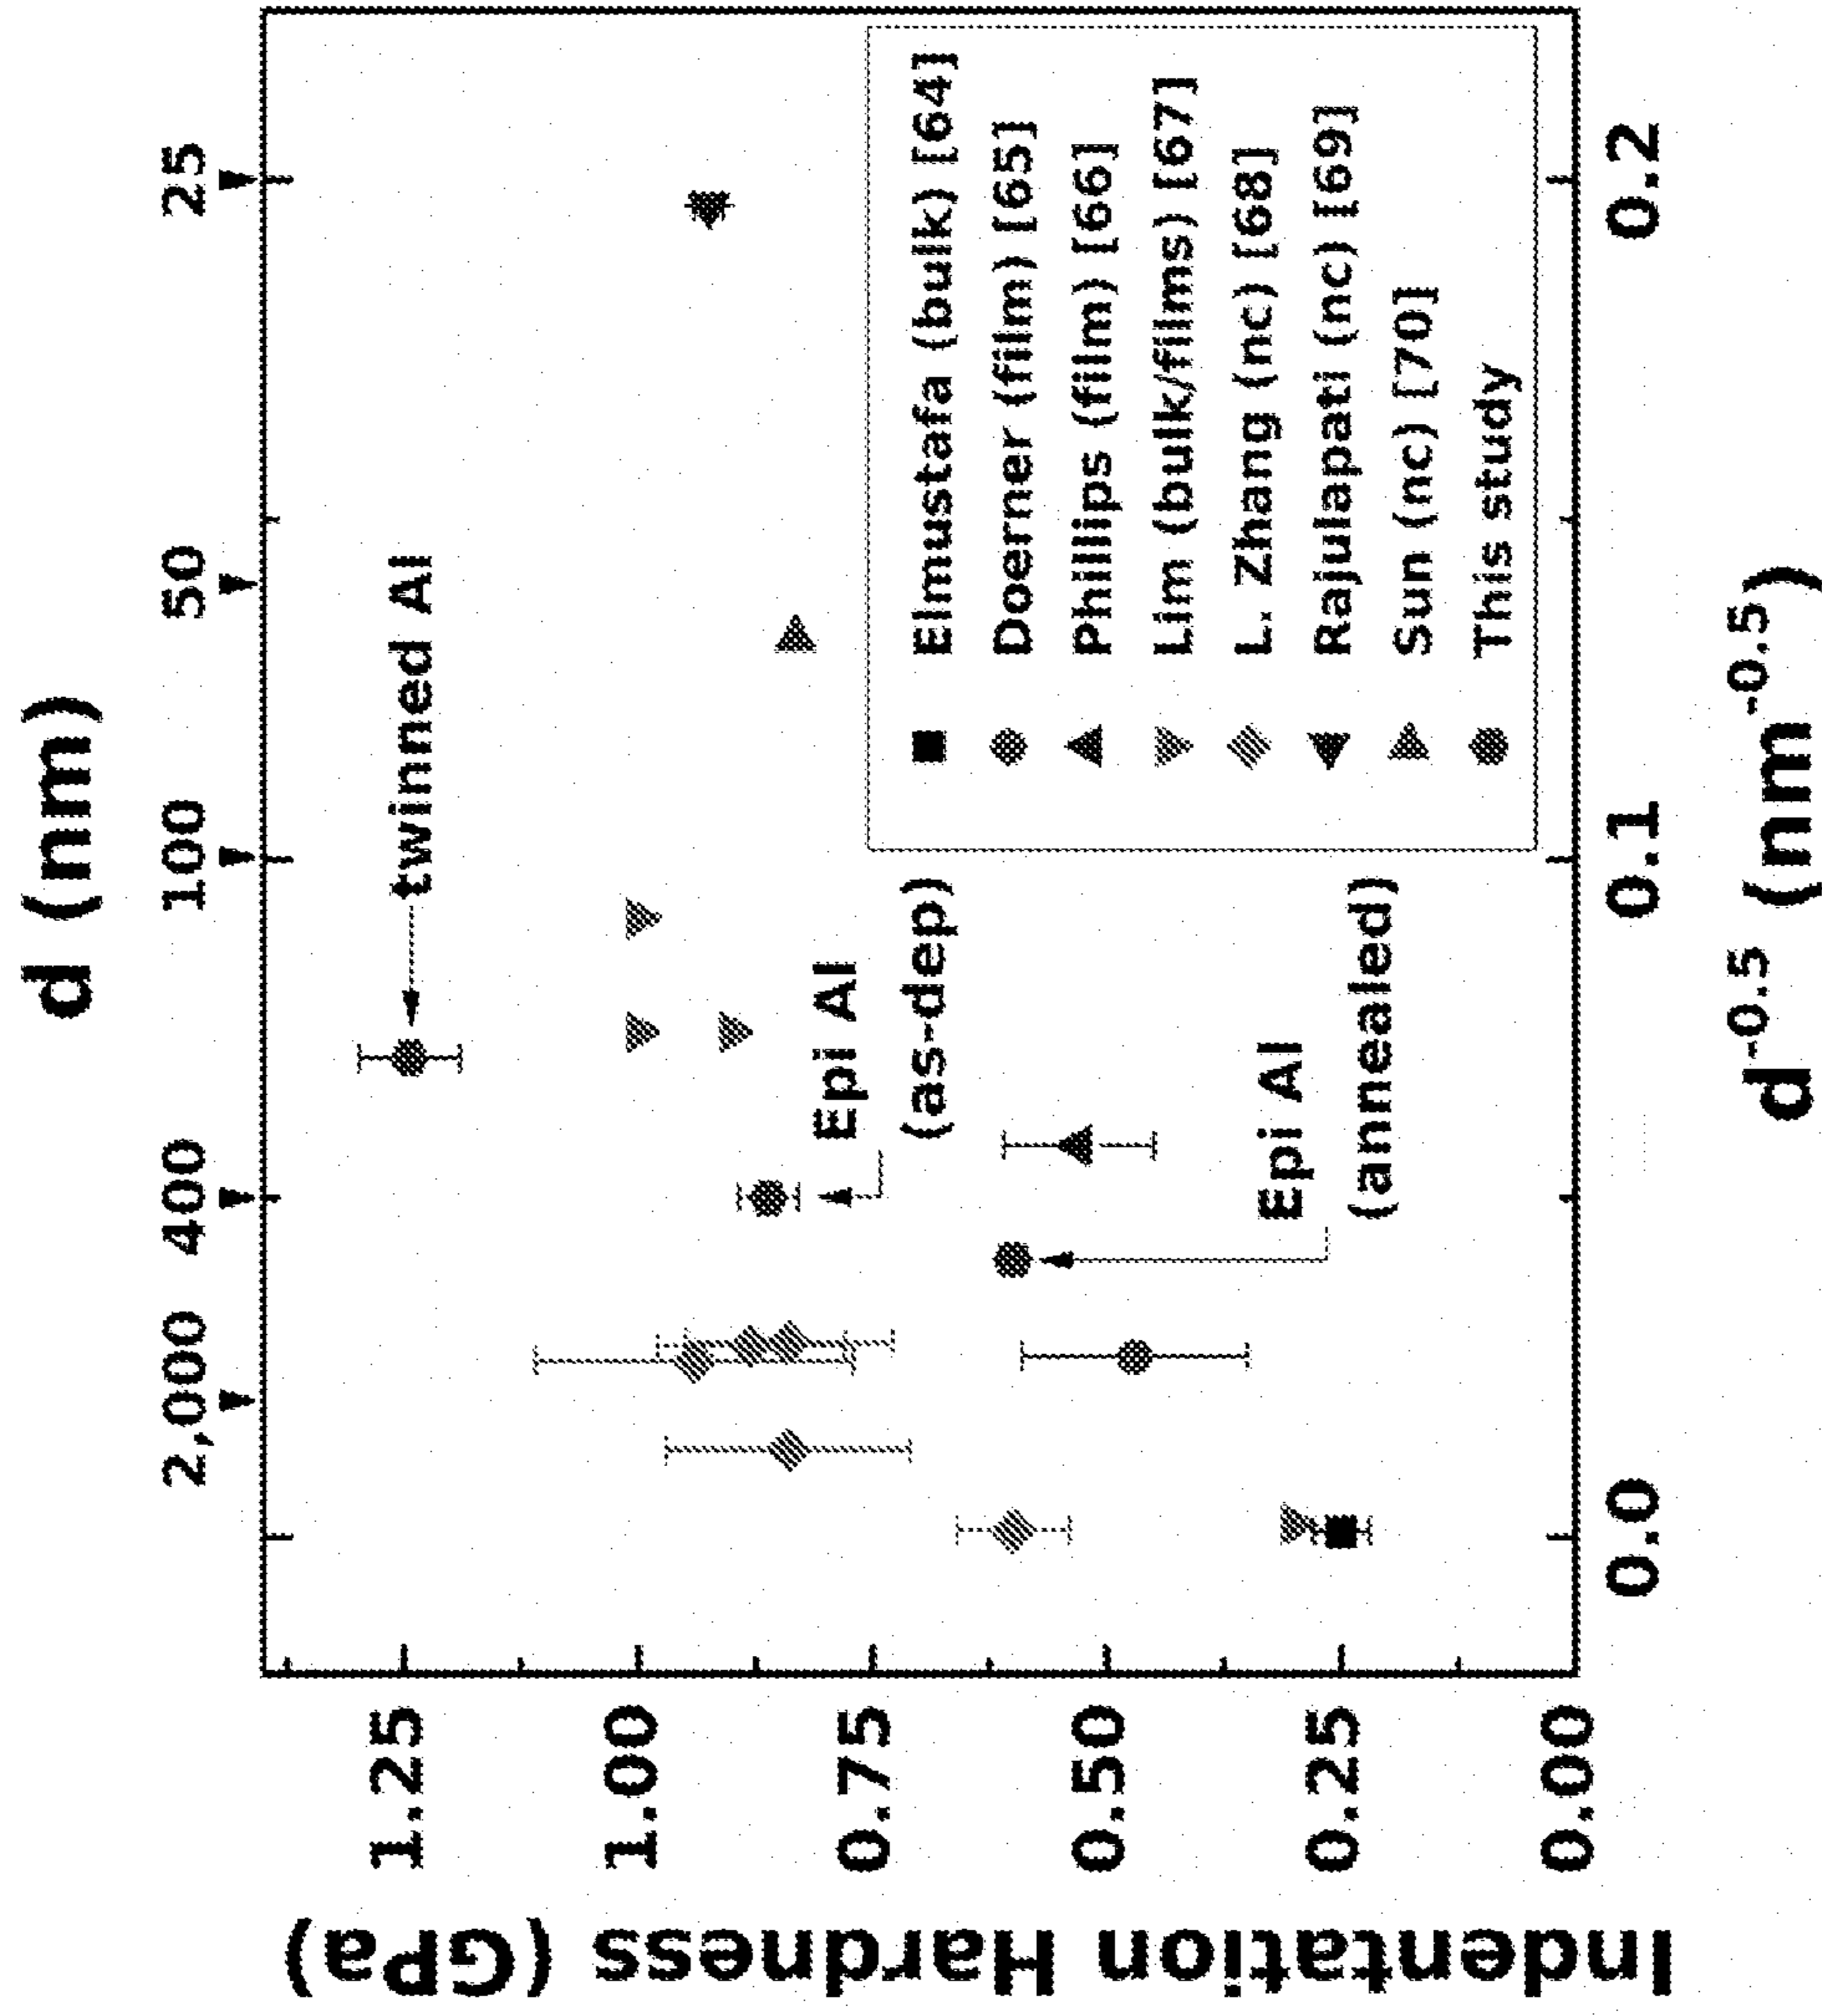 d (nm)
2,000 400 100 50 25
Indentation Hardness (GPa)
1.25
1.00
0.75
0.50
0.25
0.00
twinned Al
Epi Al
(as-dep)
Epi Al
(annealed)
Elmustafa (bulk) [64]
Doerner (film) [65]
Phillips (film) [66]
Lim (bulk/films) [67]
L. Zhang (nc) [68]
Rajulapati (nc) [69]
Sun (nc) [70]
This study
0.0 0.1 0.2
d⁻⁰·⁵ (nm⁻⁰·⁵)